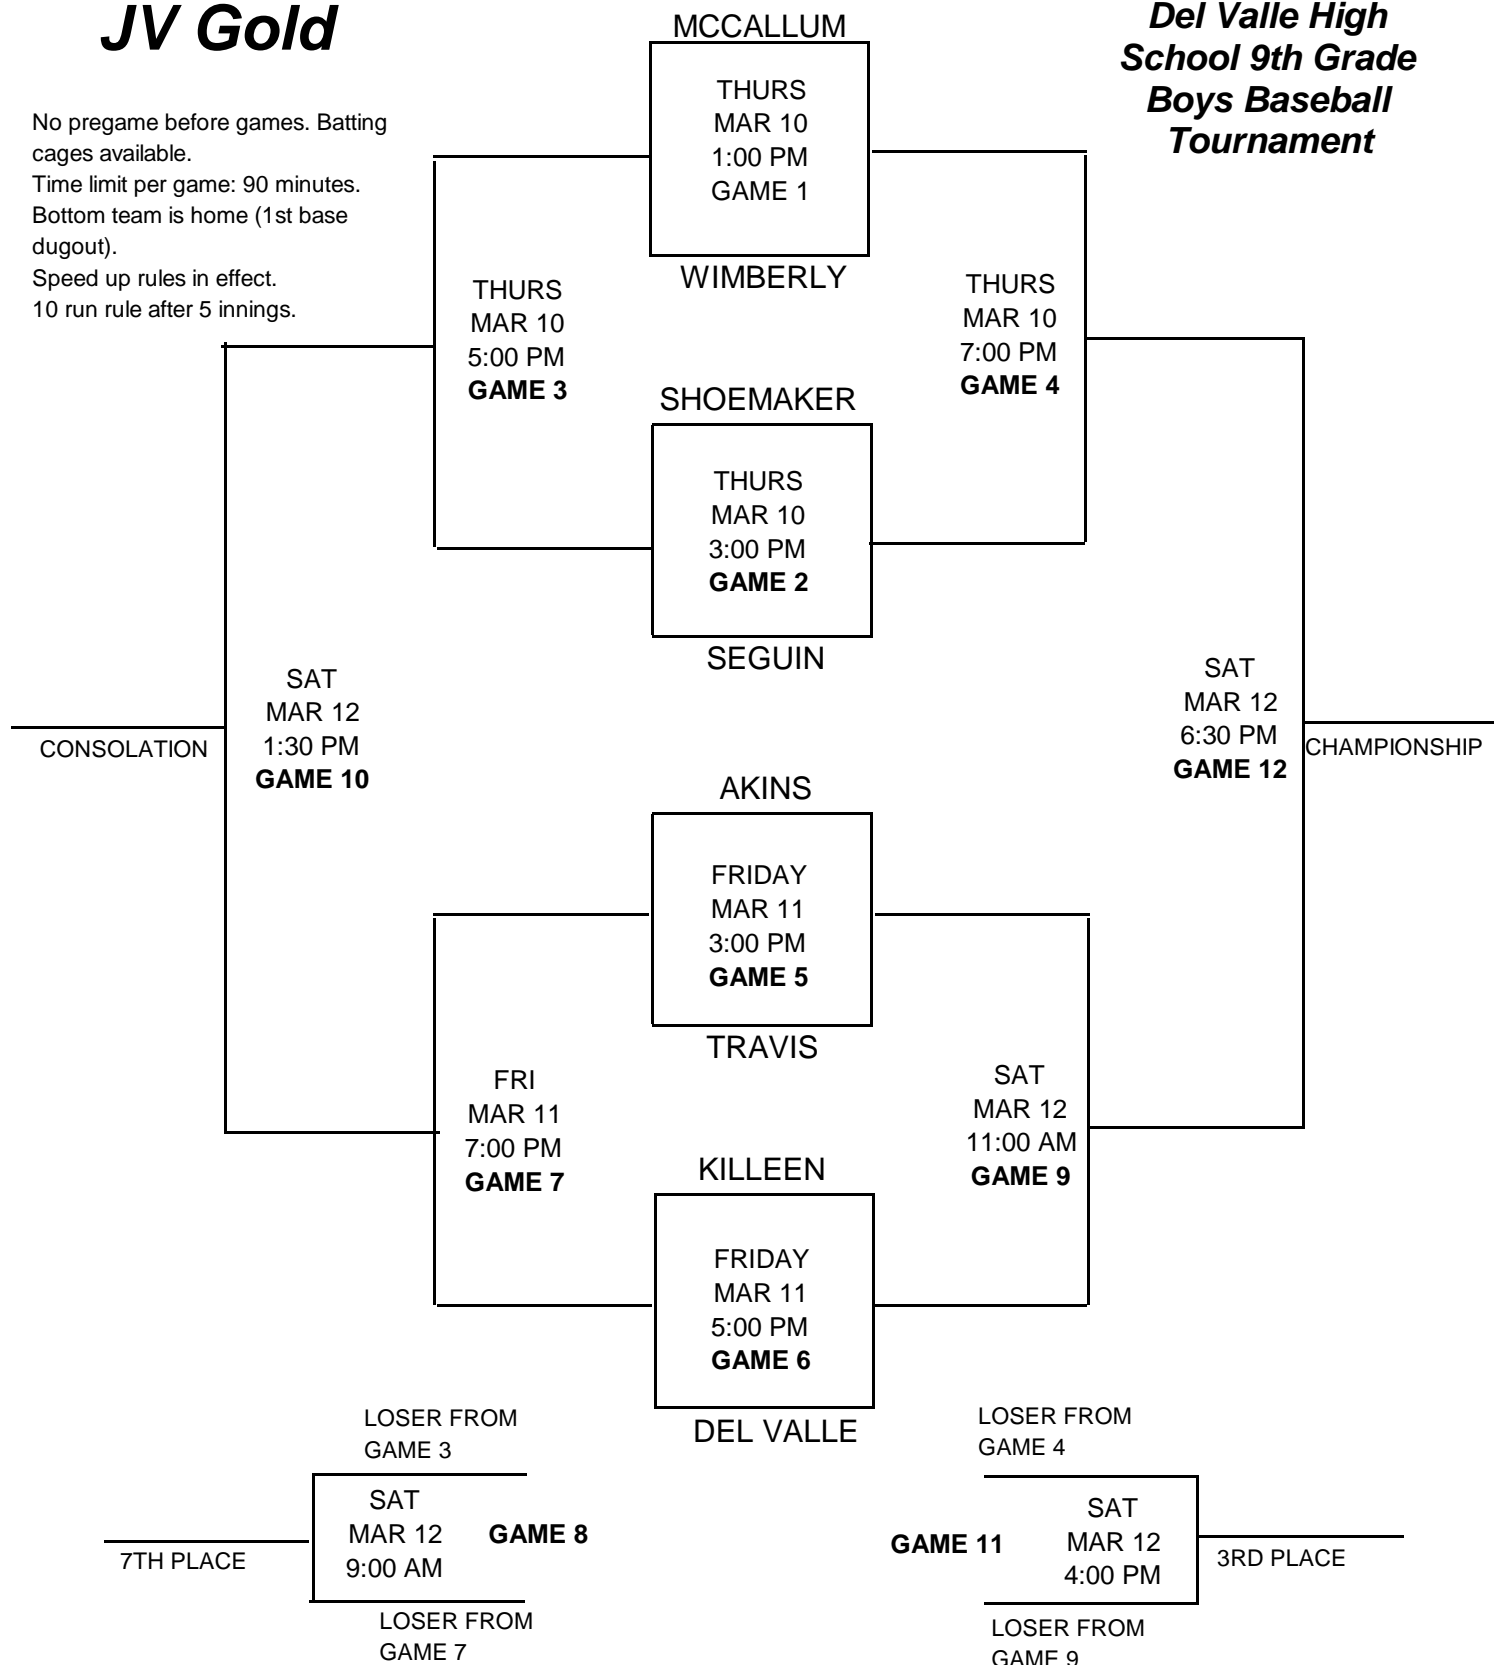 JV Gold
Del Valle High
School 9th Grade
Boys Baseball
Tournament
No pregame before games. Batting
cages available.
Time limit per game: 90 minutes.
Bottom team is home (1st base
dugout).
Speed up rules in effect.
10 run rule after 5 innings.
MCCALLUM
THURS
MAR 10
1:00 PM
GAME 1
WIMBERLY
THURS
MAR 10
5:00 PM
GAME 3
THURS
MAR 10
7:00 PM
GAME 4
SHOEMAKER
THURS
MAR 10
3:00 PM
GAME 2
SEGUIN
SAT
MAR 12
1:30 PM
GAME 10
CONSOLATION
SAT
MAR 12
6:30 PM
GAME 12
CHAMPIONSHIP
AKINS
FRIDAY
MAR 11
3:00 PM
GAME 5
TRAVIS
FRI
MAR 11
7:00 PM
GAME 7
SAT
MAR 12
11:00 AM
GAME 9
KILLEEN
FRIDAY
MAR 11
5:00 PM
GAME 6
DEL VALLE
LOSER FROM
GAME 3
SAT
MAR 12
9:00 AM
GAME 8
7TH PLACE
LOSER FROM
GAME 7
LOSER FROM
GAME 4
GAME 11
SAT
MAR 12
4:00 PM
3RD PLACE
LOSER FROM
GAME 9